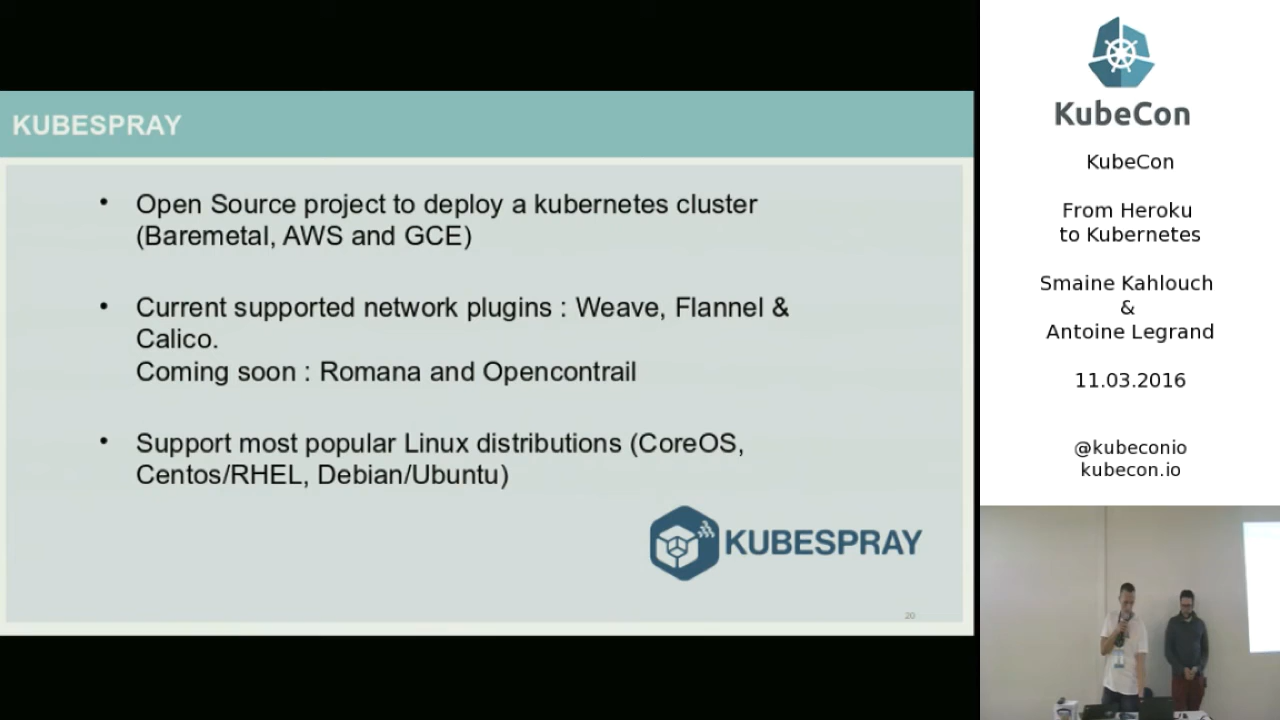 KUBESPRAY
• Open Source project to deploy a kubernetes cluster
(Baremetal, AWS and GCE)
• Current supported network plugins : Weave, Flannel &
Calico.
Coming soon : Romana and Opencontrail
• Support most popular Linux distributions (CoreOS,
Centos/RHEL, Debian/Ubuntu)
KUBESPRAY
20
KubeCon
KubeCon
From Heroku
to Kubernetes
Smaine Kahlouch
&
Antoine Legrand
11.03.2016
@kubeconio
kubecon.io